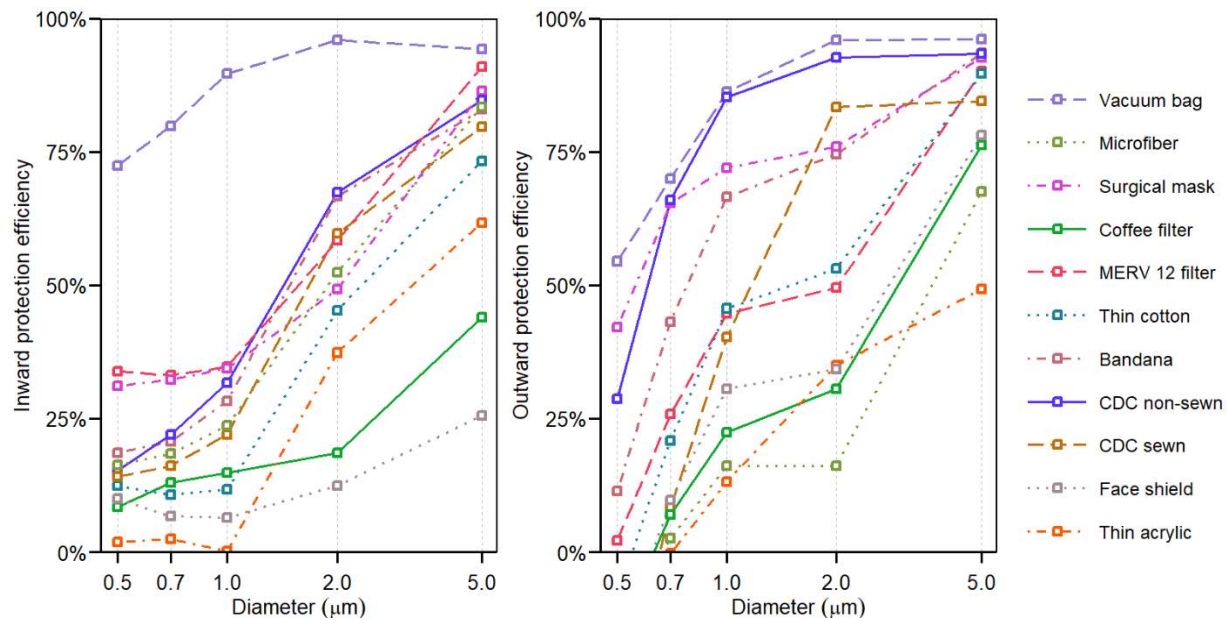 100%
75%
50%
25%
0%
Inward protection efficiency
0.5
0.7
1.0
2.0
5.0
Diameter (μm)
100%
75%
50%
25%
0%
Outward protection efficiency
0.5
0.7
1.0
2.0
5.0
Diameter (μm)
Vacuum bag
Microfiber
Surgical mask
Coffee filter
MERV 12 filter
Thin cotton
Bandana
CDC non-sewn
CDC sewn
Face shield
Thin acrylic